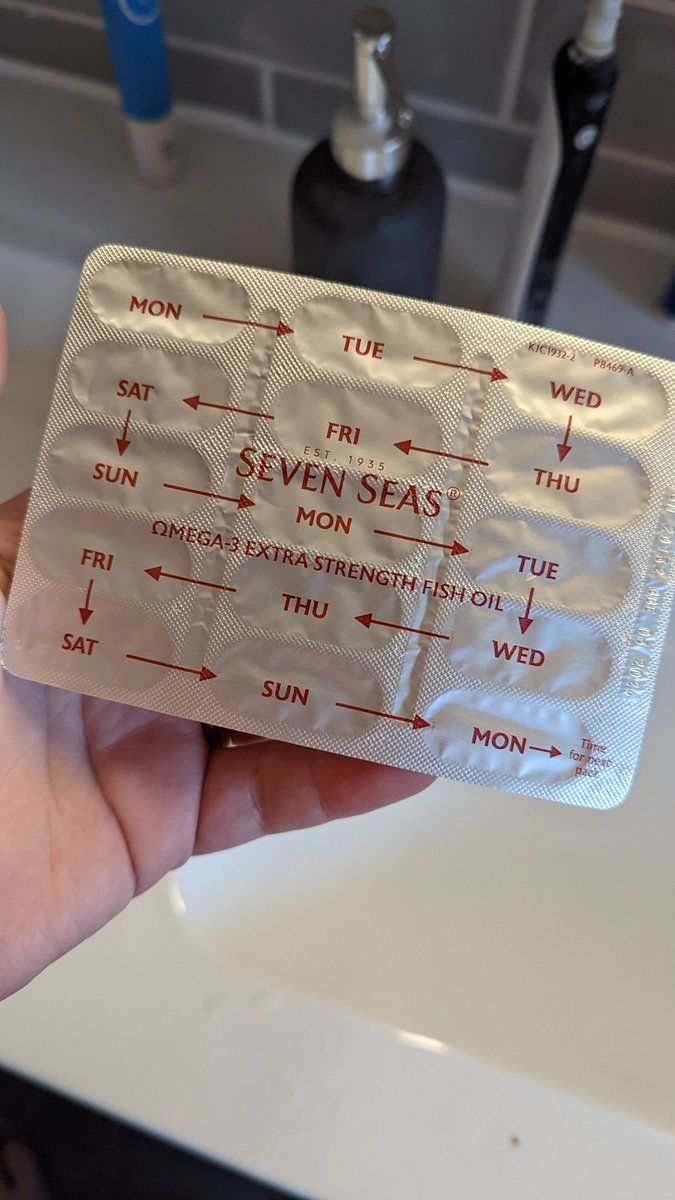 KJC1932-2 PB469-A
MON TUE WED
SAT FRI THU
EST. 1935
SEVEN SEAS®
SUN MON TUE
ΩMEGA-3 EXTRA STRENGTH FISH OIL
FRI THU WED
SAT SUN MON
Time
for next
pack